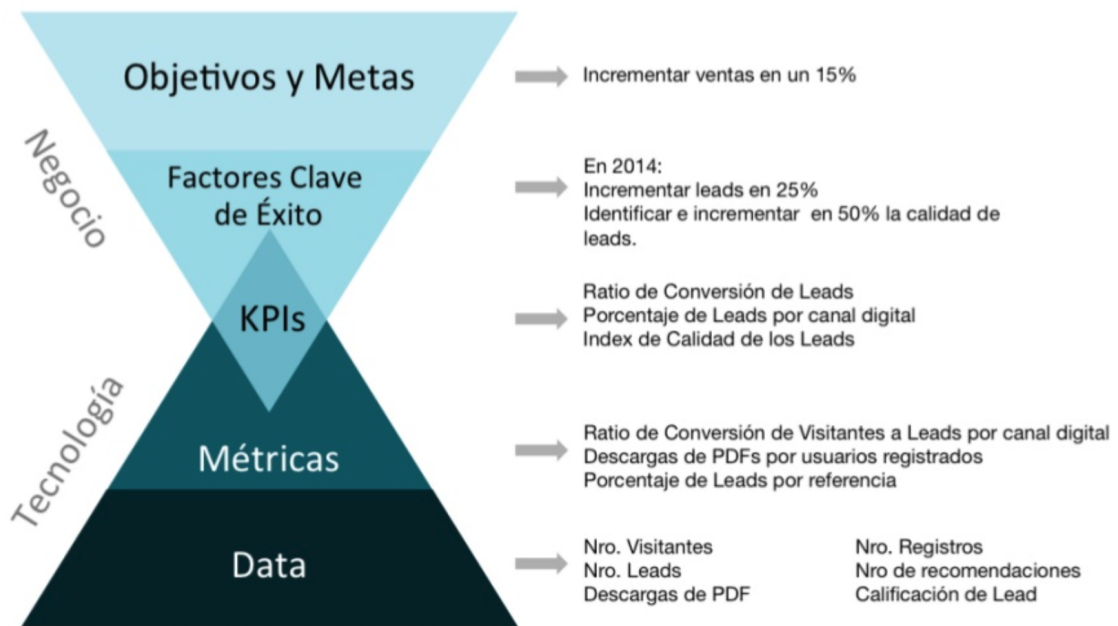 Objetivos y Metas
Incrementar ventas en un 15%
Negocio
Factores Clave
de Éxito
En 2014:
Incrementar leads en 25%
Identificar e incrementar en 50% la calidad de
leads.
KPIs
Ratio de Conversión de Leads
Porcentaje de Leads por canal digital
Index de Calidad de los Leads
Tecnología
Métricas
Ratio de Conversión de Visitantes a Leads por canal digital
Descargas de PDFs por usuarios registrados
Porcentaje de Leads por referencia
Data
Nro. Visitantes
Nro. Leads
Descargas de PDF
Nro. Registros
Nro de recomendaciones
Calificación de Lead